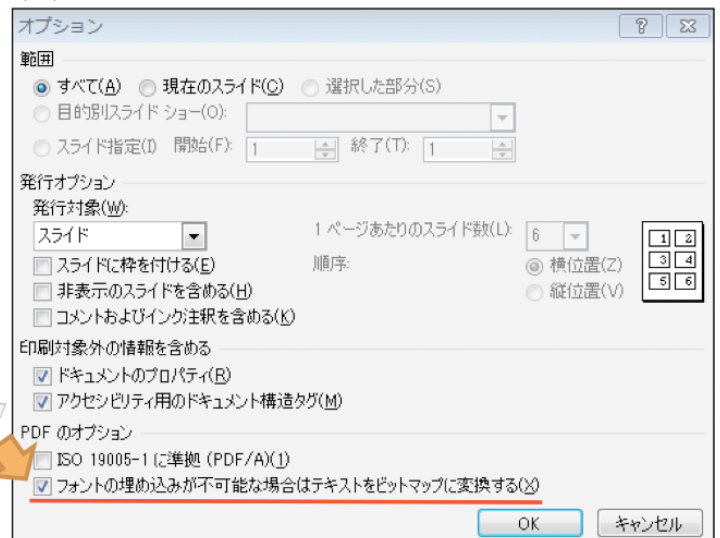 オプション
範囲
すべて(A) 現在のスライド(C) 選択した部分(S)
目的別スライド ショー(O):
スライド指定(I) 開始(F): 1 終了(T): 1
発行オプション
発行対象(W):
スライド 1 ページあたりのスライド数(L): 6
スライドに枠を付ける(E) 順序: 横位置(Z)
非表示のスライドを含める(H) 縦位置(V)
コメントおよびインク注釈を含める(K)
1 2
3 4
5 6
印刷対象外の情報を含める
ドキュメントのプロパティ(R)
アクセシビリティ用のドキュメント構造タグ(M)
PDF のオプション
ISO 19005-1 に準拠 (PDF/A)(1)
フォントの埋め込みが不可能な場合はテキストをビットマップに変換する(X)
OK キャンセル